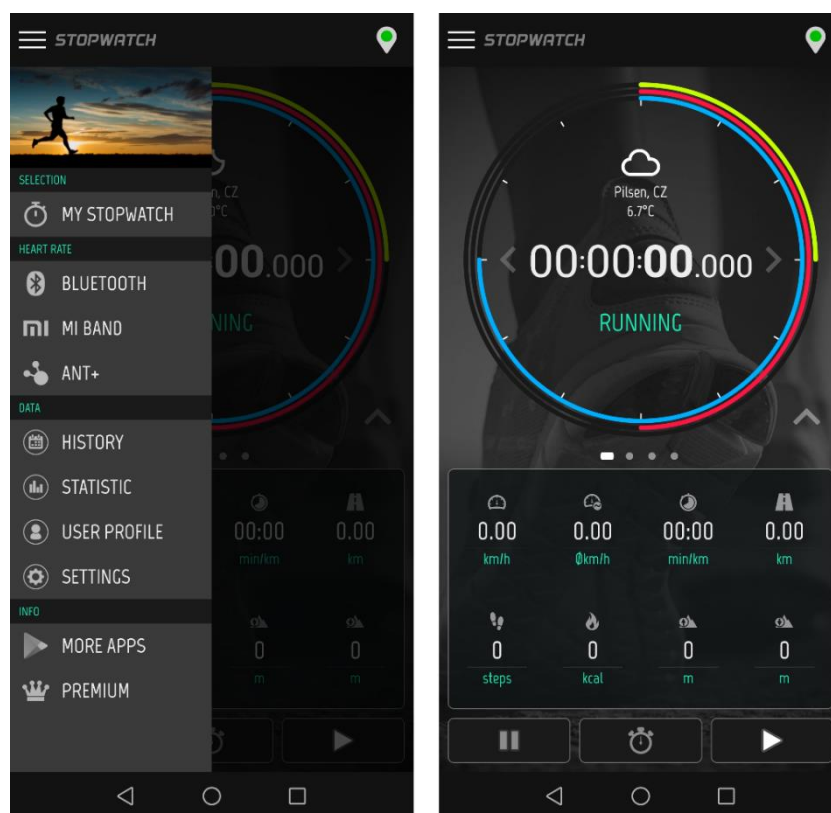 STOPWATCH
SELECTION
MY STOPWATCH
HEART RATE
BLUETOOTH
MI BAND
ANT+
DATA
HISTORY
STATISTIC
USER PROFILE
SETTINGS
INFO
MORE APPS
PREMIUM
n, CZ
0°C
00.000
NING
00:00 0.00
min/km km
0 0
m m
STOPWATCH
Pilsen, CZ
6.7°C
00:00:00.000
RUNNING
0.00 0.00 00:00 0.00
km/h Økm/h min/km km
0 0 0 0
steps kcal m m